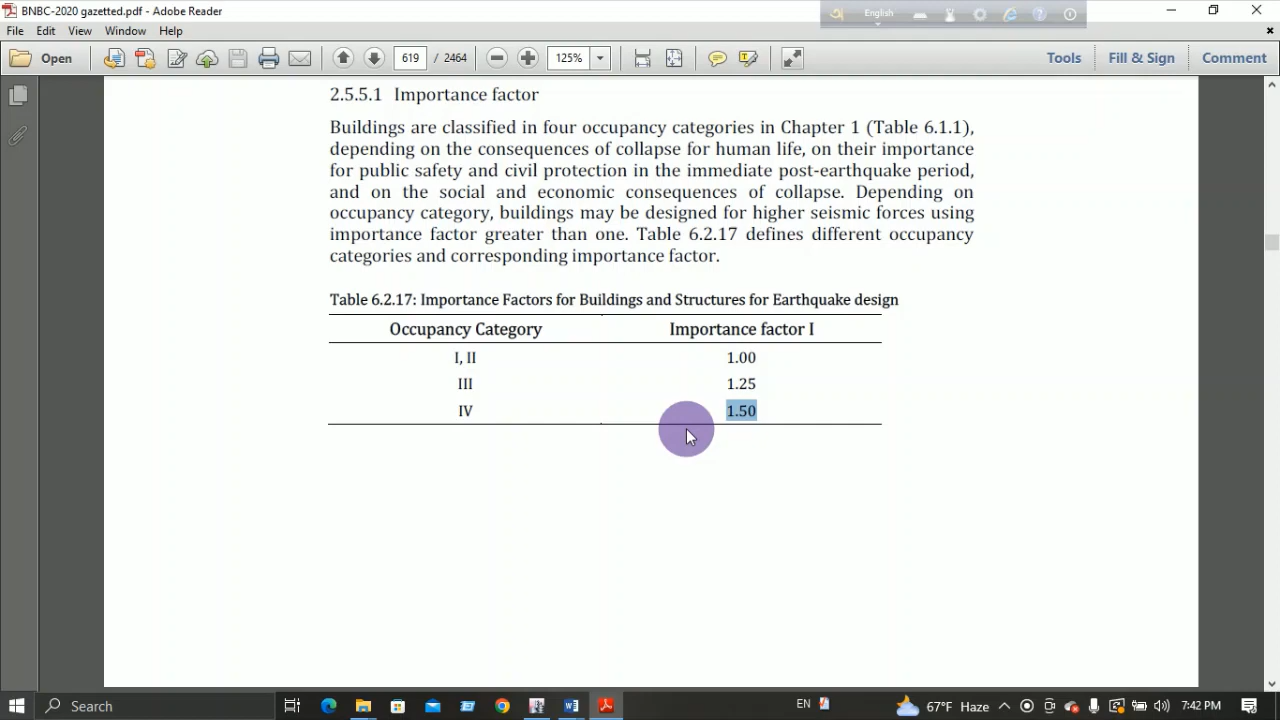 BNBC-2020 gazetted.pdf - Adobe Reader
English
File Edit View Window Help
Open 619 / 2464 125% Tools Fill & Sign Comment
2.5.5.1 Importance factor
Buildings are classified in four occupancy categories in Chapter 1 (Table 6.1.1),
depending on the consequences of collapse for human life, on their importance
for public safety and civil protection in the immediate post-earthquake period,
and on the social and economic consequences of collapse. Depending on
occupancy category, buildings may be designed for higher seismic forces using
importance factor greater than one. Table 6.2.17 defines different occupancy
categories and corresponding importance factor.
Table 6.2.17: Importance Factors for Buildings and Structures for Earthquake design
Occupancy Category Importance factor I
I, II 1.00
III 1.25
IV 1.50
Search EN 67°F Haze 7:42 PM